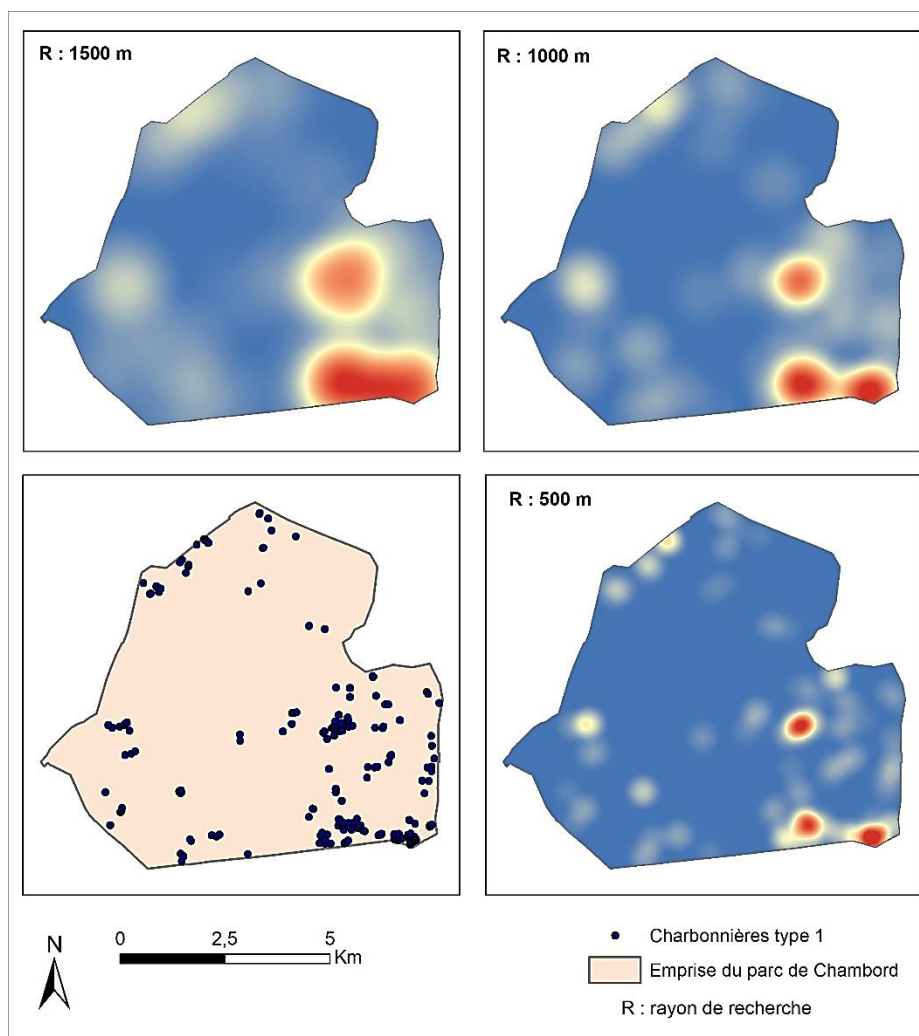 R : 1500 m
R : 1000 m
R : 500 m
N
0 2,5 5
Km
Charbonnières type 1
Emprise du parc de Chambord
R : rayon de recherche